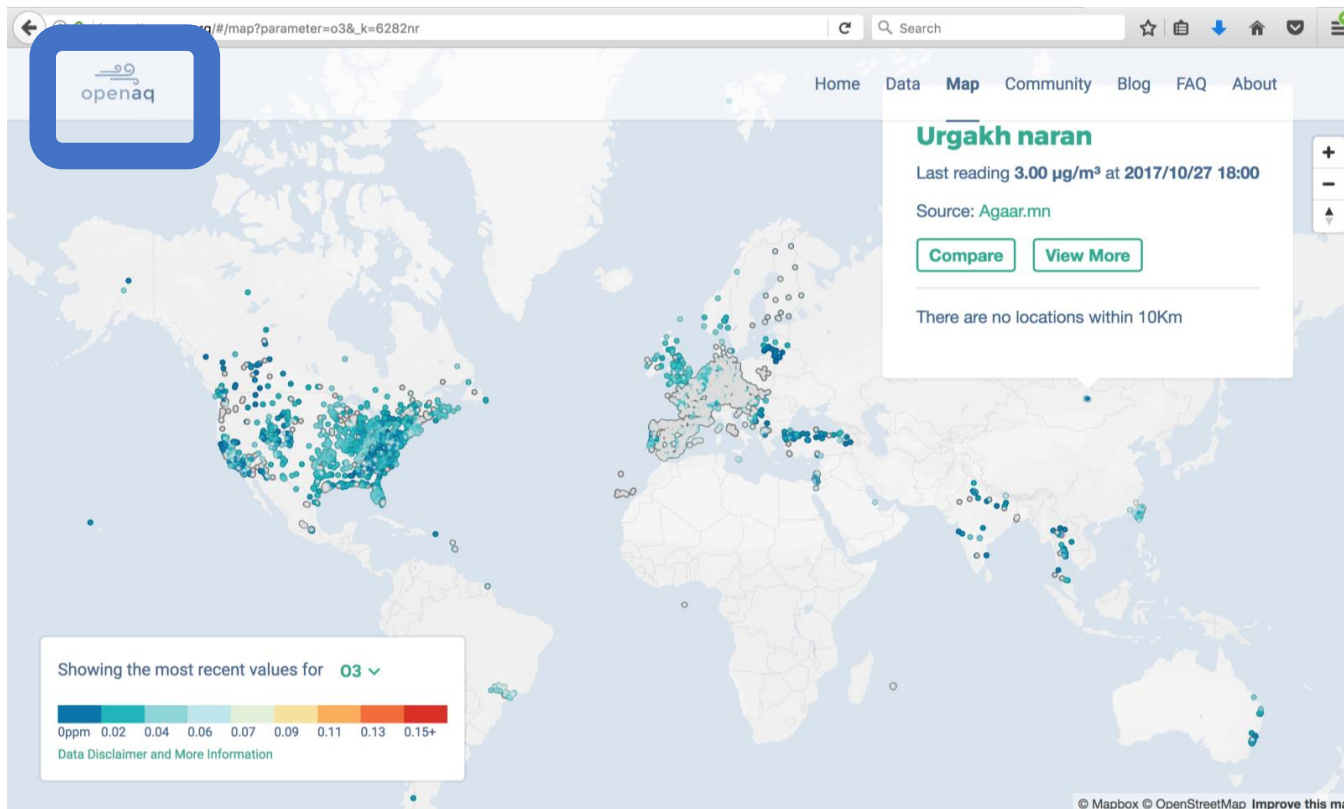 rg/#/map?parameter=o3&_k=6282nr
Search
openaq
Home Data Map Community Blog FAQ About
Urgakh naran
Last reading 3.00 µg/m³ at 2017/10/27 18:00
Source: Agaar.mn
Compare View More
There are no locations within 10Km
Showing the most recent values for O3
0ppm 0.02 0.04 0.06 0.07 0.09 0.11 0.13 0.15+
Data Disclaimer and More Information
© Mapbox © OpenStreetMap Improve this m